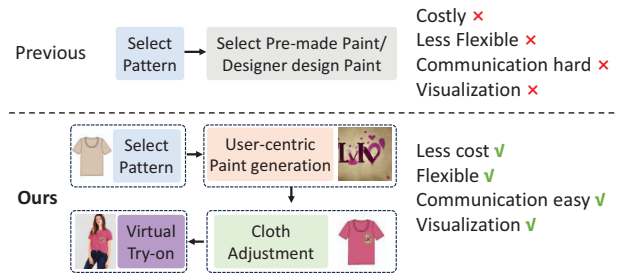 Previous
Select
Pattern
Select Pre-made Paint/
Designer design Paint
Costly ×
Less Flexible ×
Communication hard ×
Visualization ×
Ours
Select
Pattern
User-centric
Paint generation
Virtual
Try-on
Cloth
Adjustment
Less cost √
Flexible √
Communication easy √
Visualization √